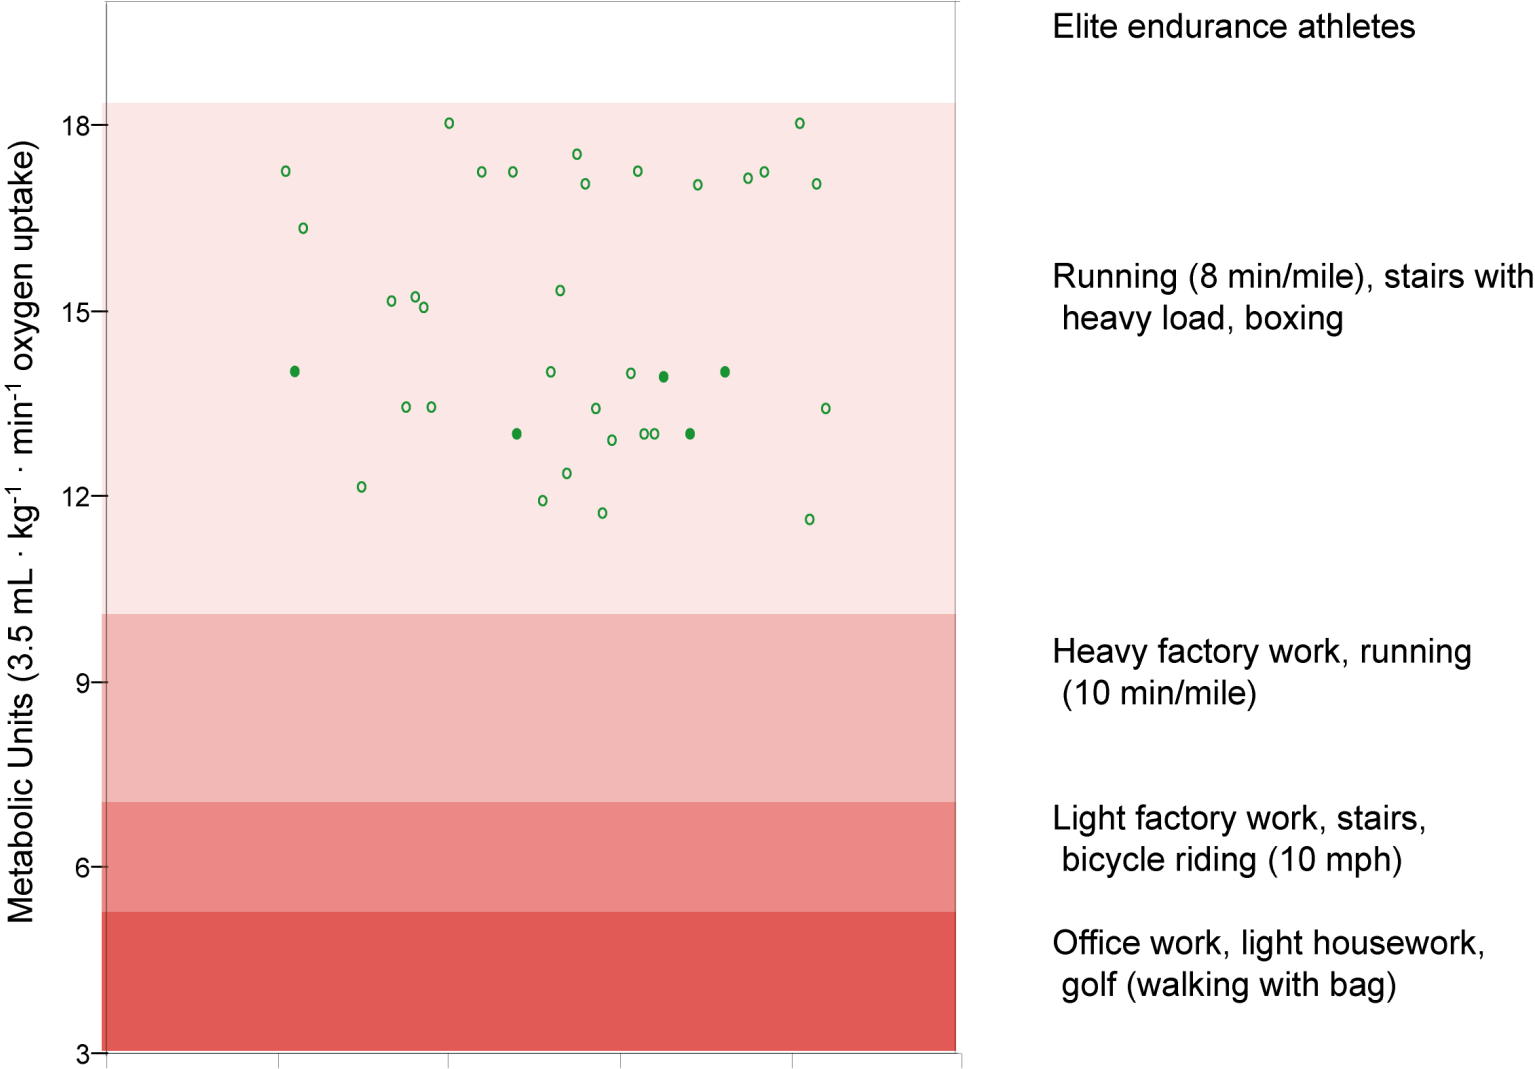 Elite endurance athletes
18
Running (8 min/mile), stairs with
heavy load, boxing
15
12
Heavy factory work, running
(10 min/mile)
9
Light factory work, stairs,
bicycle riding (10 mph)
6
Office work, light housework,
golf (walking with bag)
3
Metabolic Units (3.5 mL · kg⁻¹ · min⁻¹ oxygen uptake)